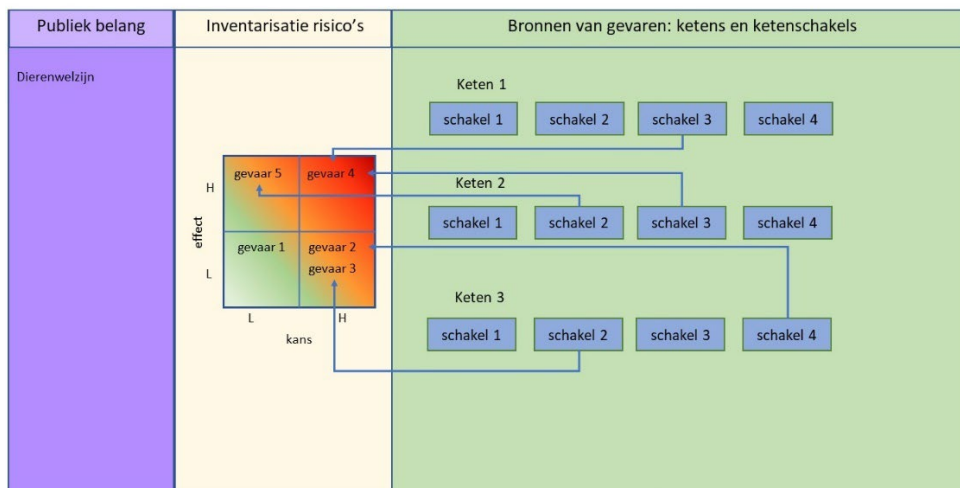 Publiek belang
Inventarisatie risico's
Bronnen van gevaren: ketens en ketenschakels
Dierenwelzijn
Keten 1
schakel 1
schakel 2
schakel 3
schakel 4
gevaar 5
gevaar 4
H
effect
gevaar 1
gevaar 2
gevaar 3
L
L
H
kans
Keten 2
schakel 1
schakel 2
schakel 3
schakel 4
Keten 3
schakel 1
schakel 2
schakel 3
schakel 4